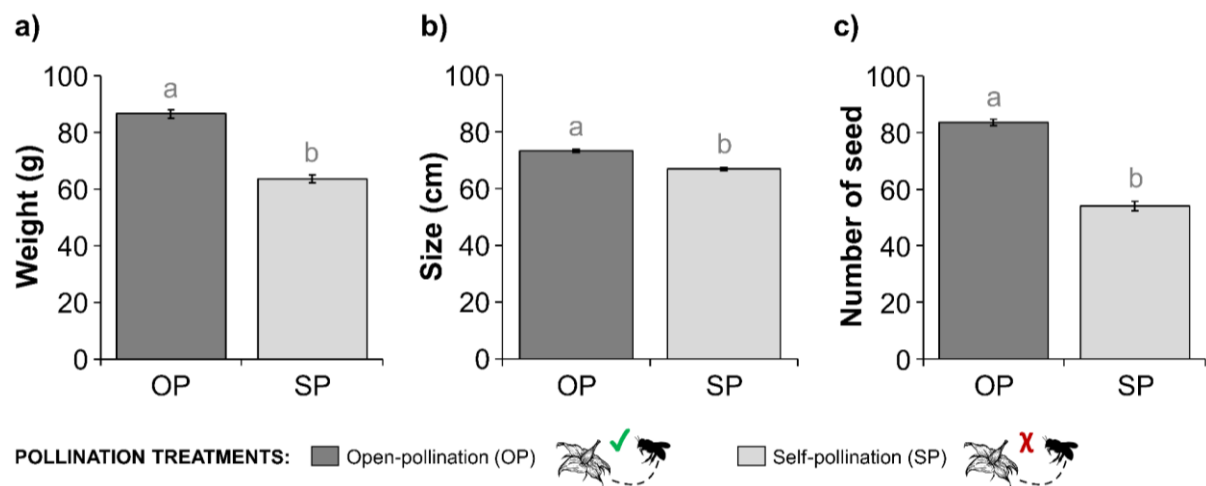 a)
Weight (g)
100
80
60
40
20
0
a
b
OP
SP
b)
Size (cm)
100
80
60
40
20
0
a
b
OP
SP
c)
Number of seed
100
80
60
40
20
0
a
b
OP
SP
POLLINATION TREATMENTS: Open-pollination (OP) Self-pollination (SP)